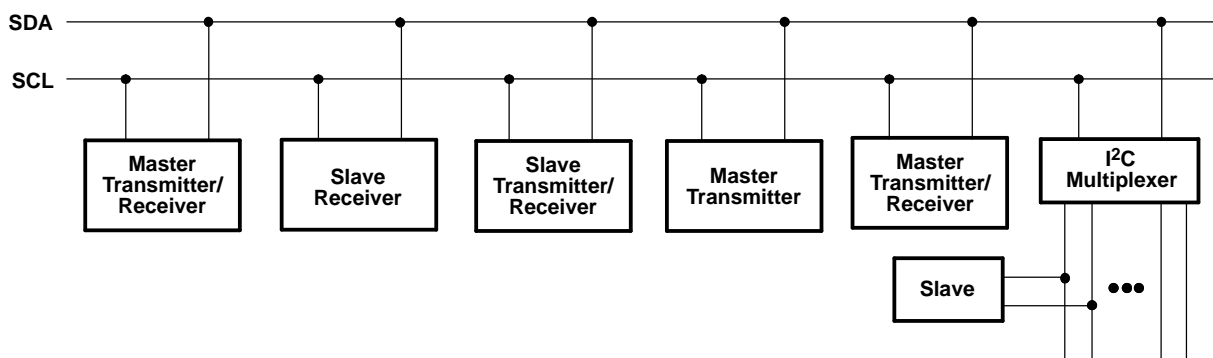 SDA
SCL
Master
Transmitter/
Receiver
Slave
Receiver
Slave
Transmitter/
Receiver
Master
Transmitter
Master
Transmitter/
Receiver
I²C
Multiplexer
Slave